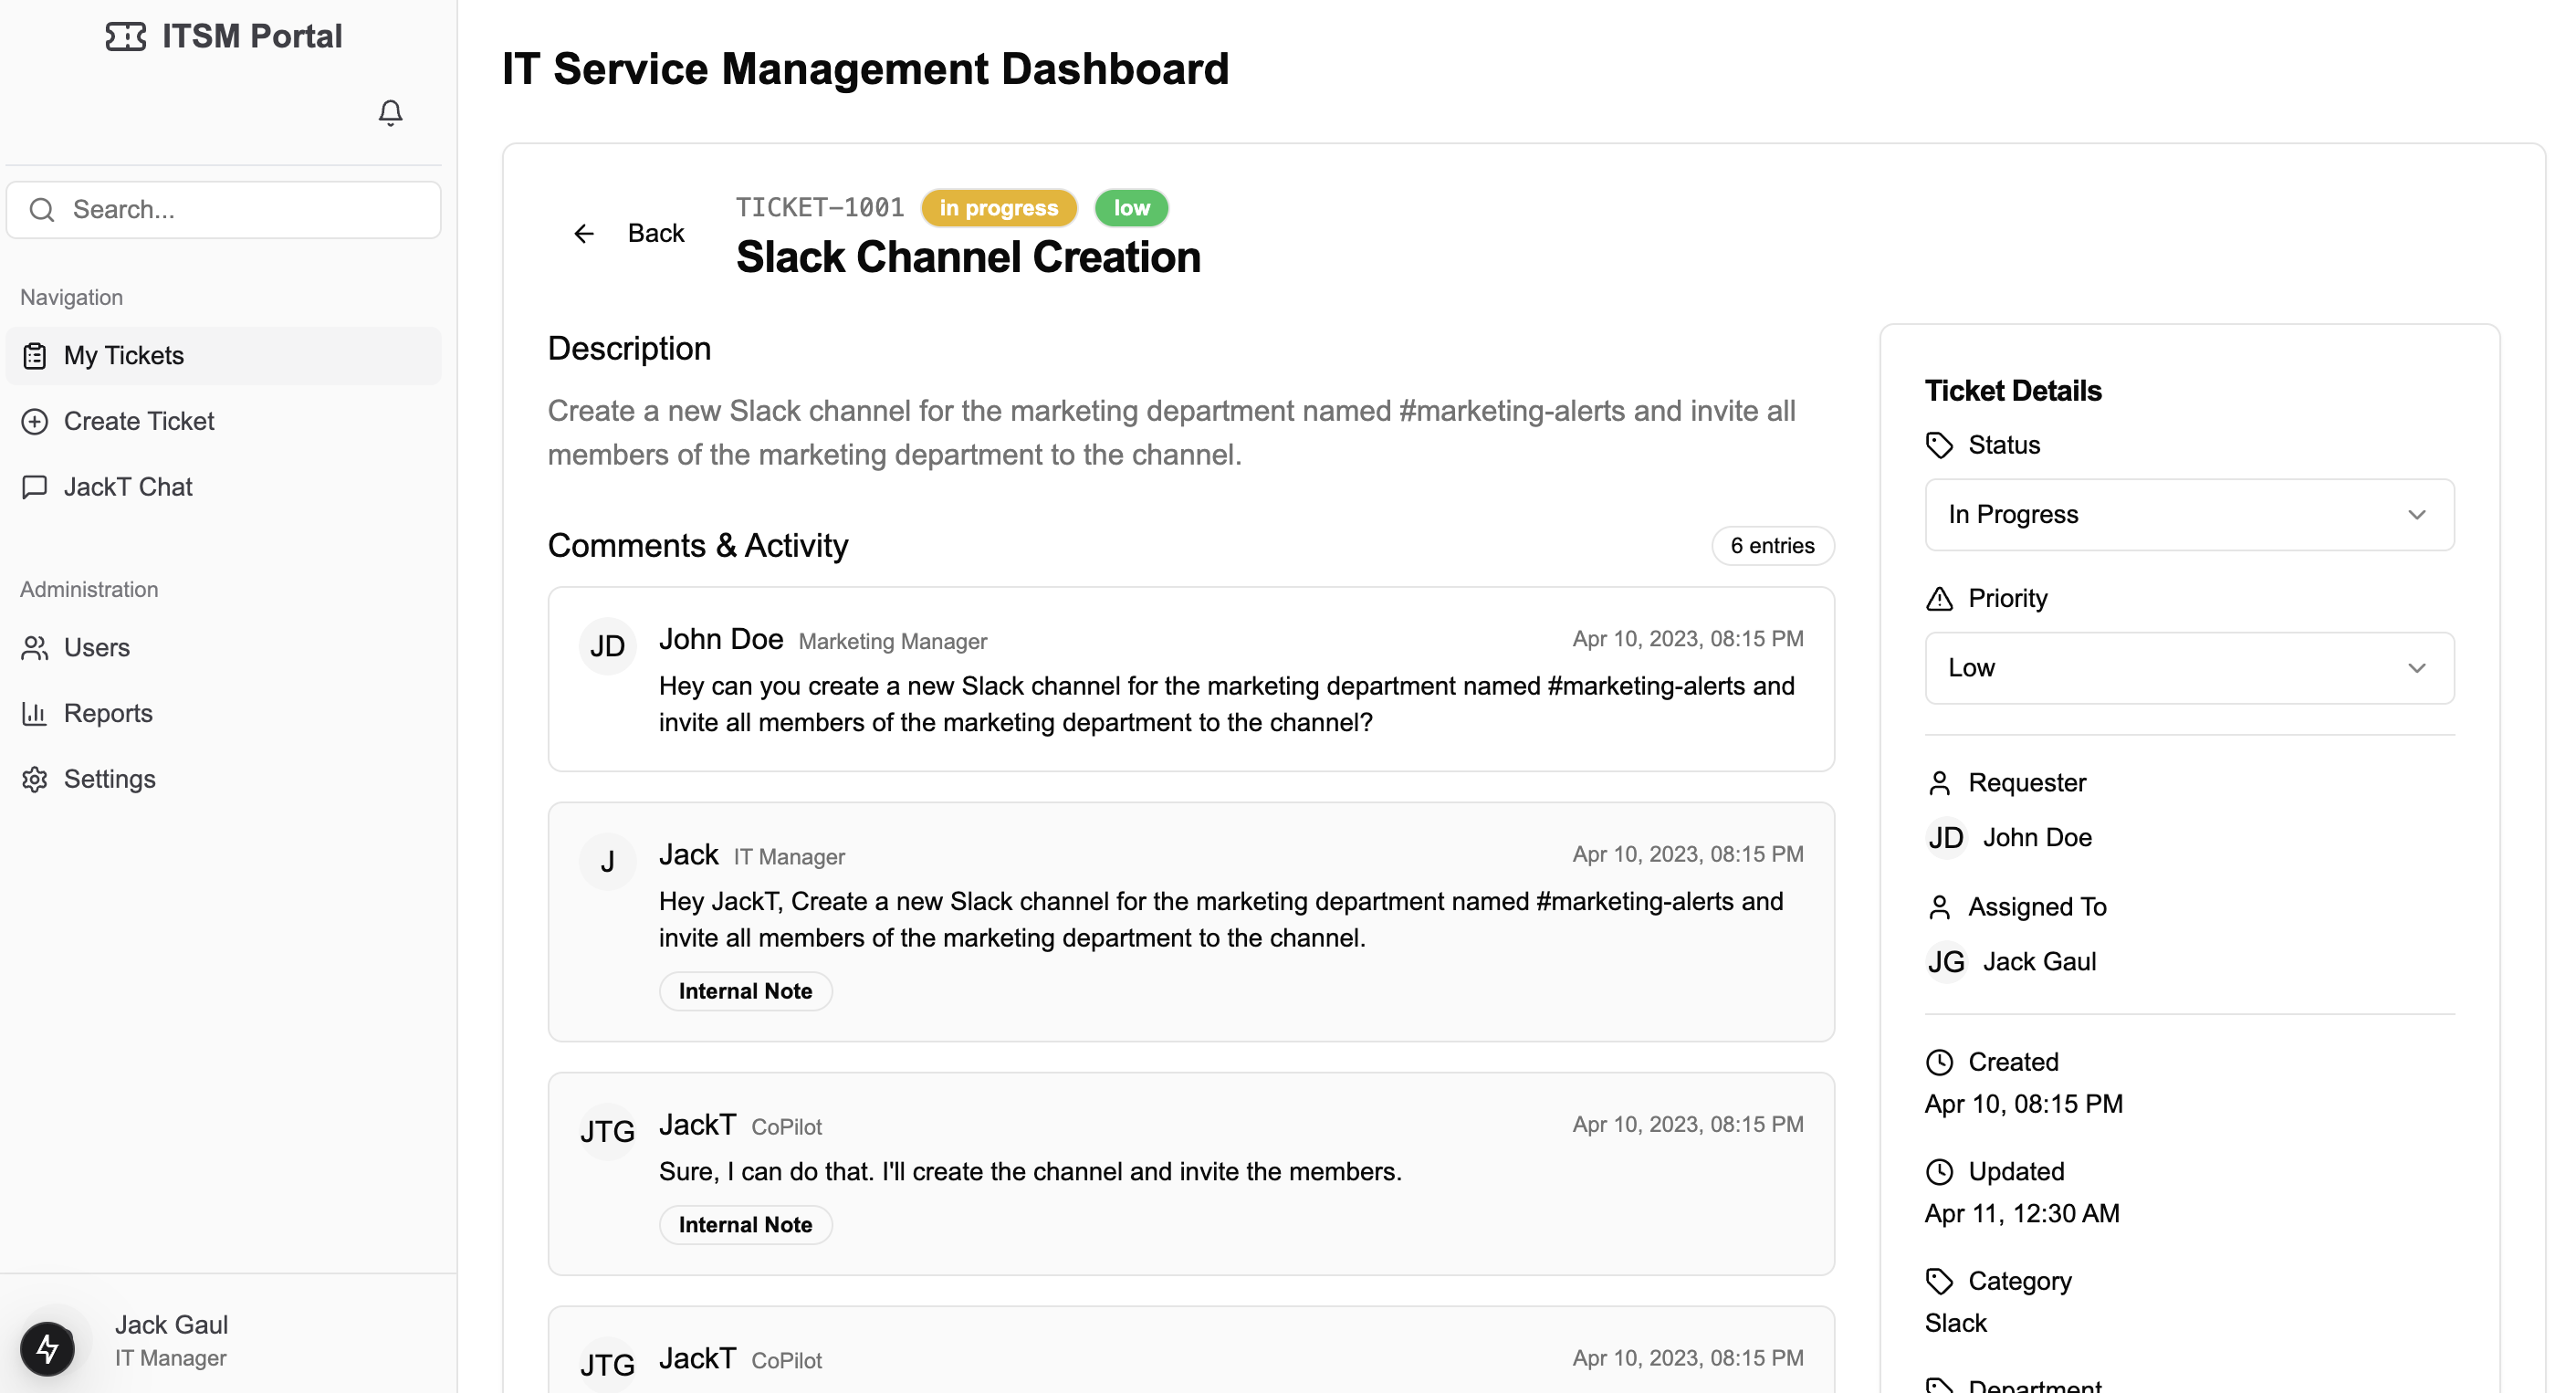 ITSM Portal
Search...
Navigation
My Tickets
Create Ticket
JackT Chat
Administration
Users
Reports
Settings
Jack Gaul
IT Manager
IT Service Management Dashboard
Back
TICKET-1001 in progress low
Slack Channel Creation
Description
Create a new Slack channel for the marketing department named #marketing-alerts and invite all
members of the marketing department to the channel.
Comments & Activity 6 entries
JD John Doe Marketing Manager Apr 10, 2023, 08:15 PM
Hey can you create a new Slack channel for the marketing department named #marketing-alerts and
invite all members of the marketing department to the channel?
J Jack IT Manager Apr 10, 2023, 08:15 PM
Hey JackT, Create a new Slack channel for the marketing department named #marketing-alerts and
invite all members of the marketing department to the channel.
Internal Note
JTG JackT CoPilot Apr 10, 2023, 08:15 PM
Sure, I can do that. I'll create the channel and invite the members.
Internal Note
JTG JackT CoPilot Apr 10, 2023, 08:15 PM
Ticket Details
Status
In Progress
Priority
Low
Requester
JD John Doe
Assigned To
JG Jack Gaul
Created
Apr 10, 08:15 PM
Updated
Apr 11, 12:30 AM
Category
Slack
Department